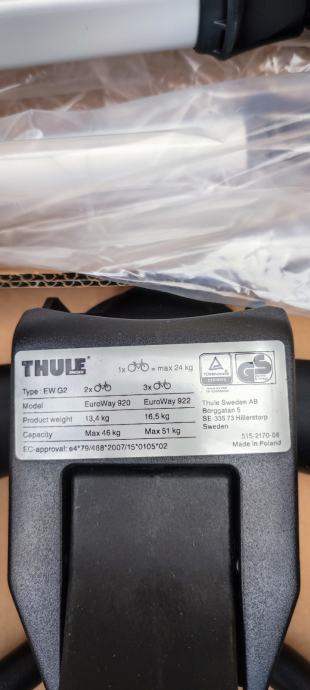 THULE
1x = max 24 kg
Type : EW G2 2x 3x
Model EuroWay 920 EuroWay 922
Product weight 13,4 kg 16,5 kg
Capacity Max 46 kg Max 51 kg
EC-approval: e4*79/488*2007/15*0105*02
GS
Thule Sweden AB
Borggatan 5
SE-335 73 Hillerstorp
Sweden
515-2170-06
Made in Poland